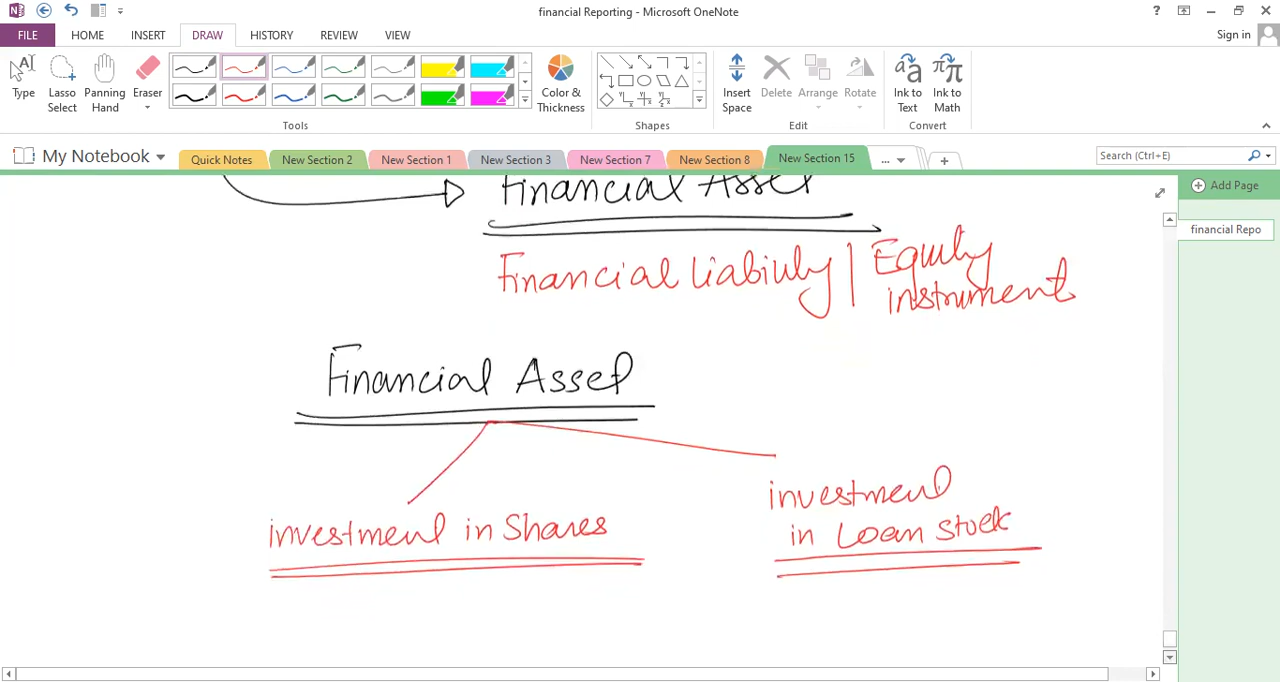 financial Reporting - Microsoft OneNote
? Sign in
FILE HOME INSERT DRAW HISTORY REVIEW VIEW
Type Lasso Select Panning Hand Eraser Color & Thickness Insert Space Delete Arrange Rotate Ink to Text Ink to Math
Tools Shapes Edit Convert
My Notebook Quick Notes New Section 2 New Section 1 New Section 3 New Section 7 New Section 8 New Section 15 ... + Search (Ctrl+E)
Add Page
financial Repo
Financial Asset
Financial liability | Equity
instrument
Financial Asset
investment in Shares
investment
in Loan stock